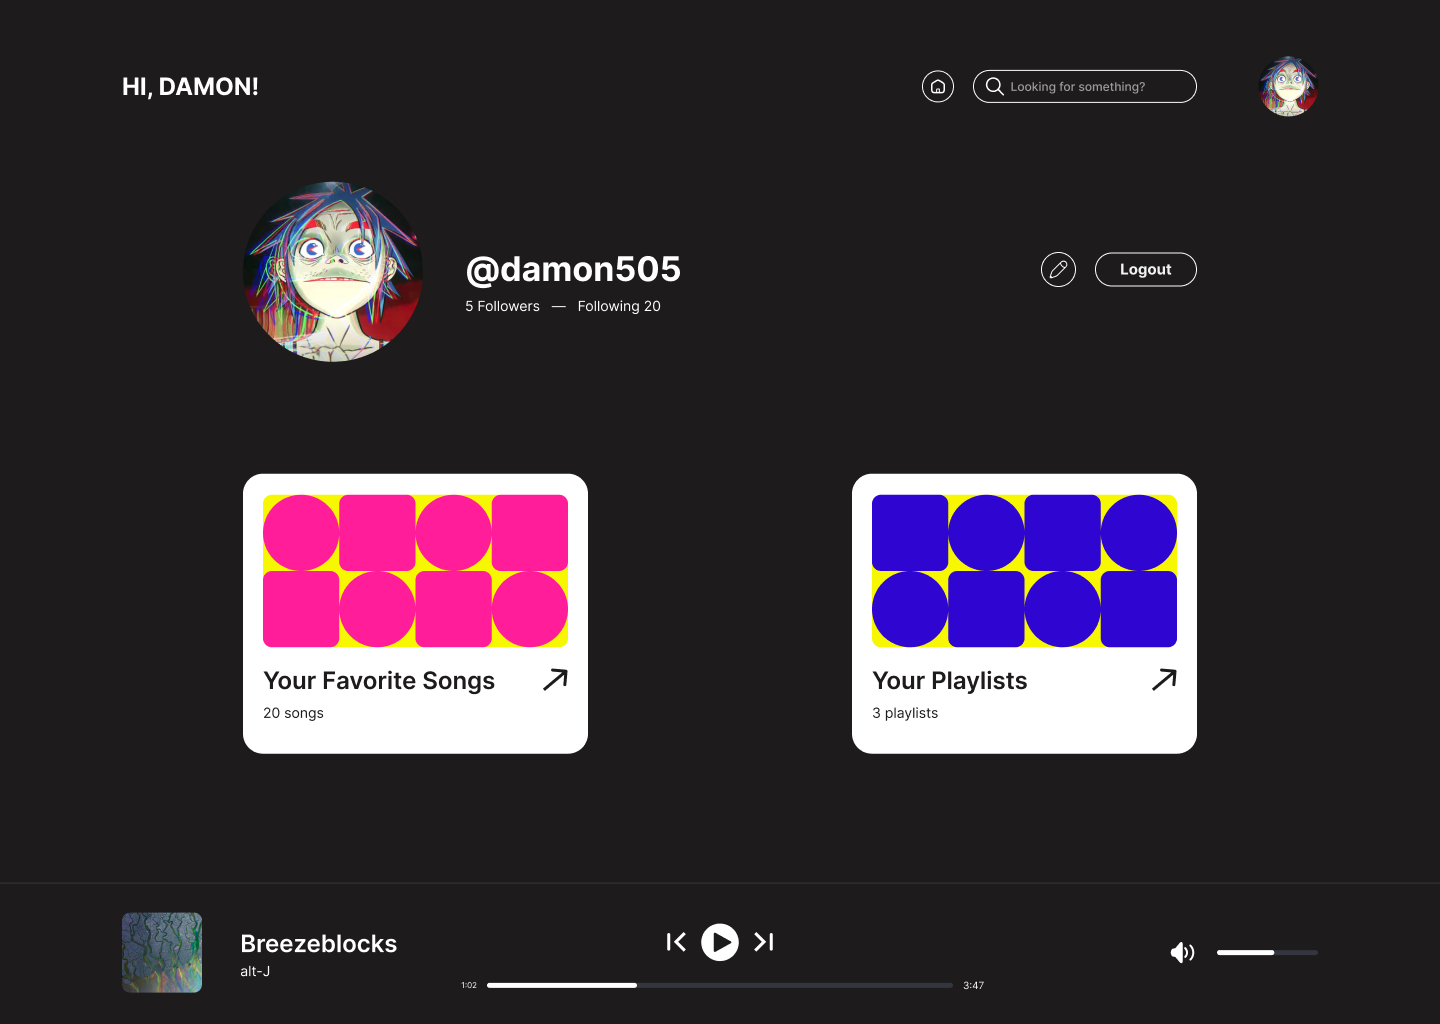 HI, DAMON!
Looking for something?
@damon505
5 Followers — Following 20
Logout
Your Favorite Songs
20 songs
Your Playlists
3 playlists
Breezeblocks
alt-J
1:02
3:47